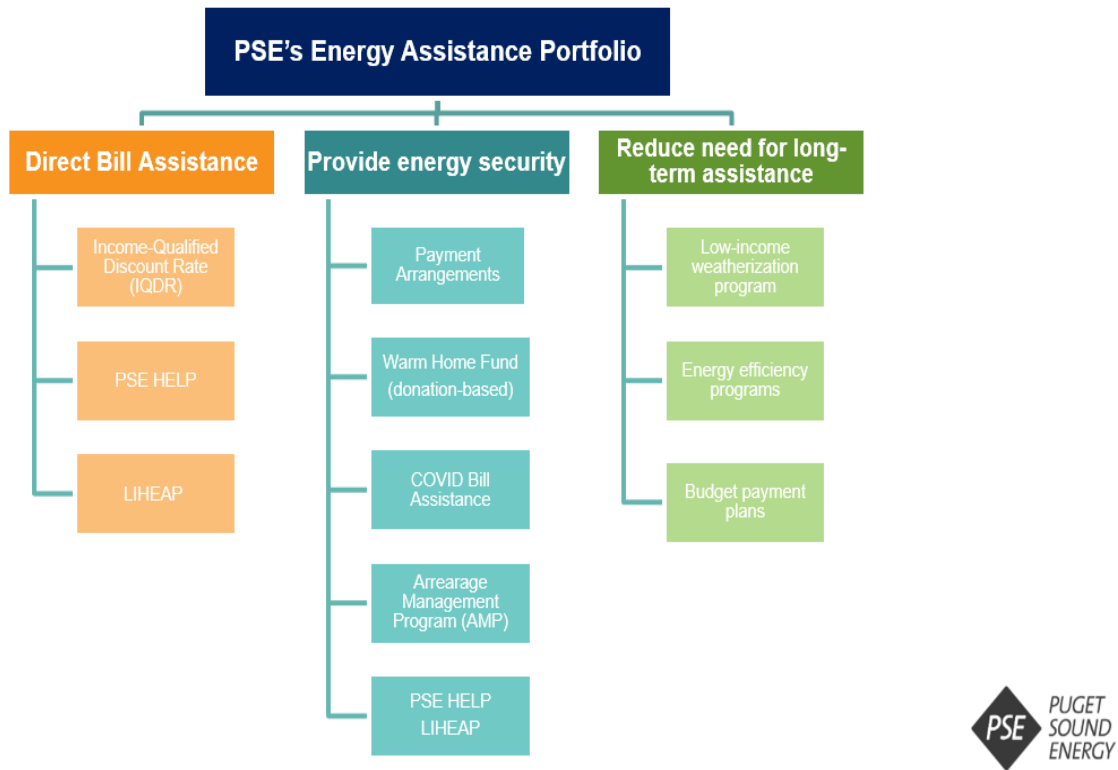 PSE's Energy Assistance Portfolio
Direct Bill Assistance
Income-Qualified
Discount Rate
(IQDR)
PSE HELP
LIHEAP
Provide energy security
Payment
Arrangements
Warm Home Fund
(donation-based)
COVID Bill
Assistance
Arrearage
Management
Program (AMP)
PSE HELP
LIHEAP
Reduce need for long-
term assistance
Low-income
weatherization
program
Energy efficiency
programs
Budget payment
plans
PSE
PUGET
SOUND
ENERGY